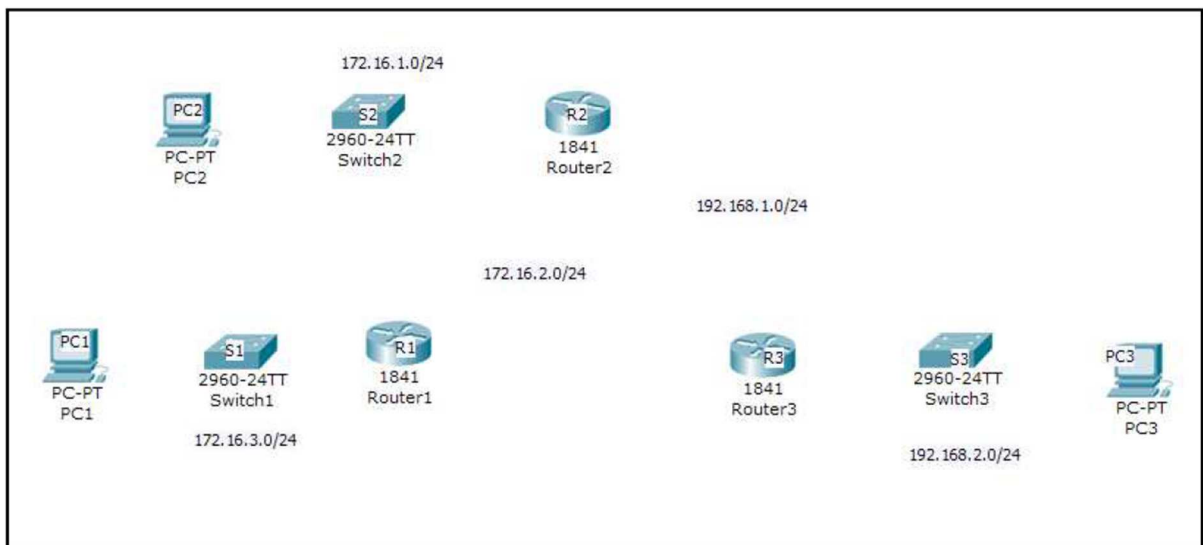 172.16.1.0/24
PC2
S2
R2
PC-PT
PC2
2960-24TT
Switch2
1841
Router2
192.168.1.0/24
172.16.2.0/24
PC1
S1
R1
R3
S3
PC3
PC-PT
PC1
2960-24TT
Switch1
1841
Router1
1841
Router3
2960-24TT
Switch3
PC-PT
PC3
172.16.3.0/24
192.168.2.0/24